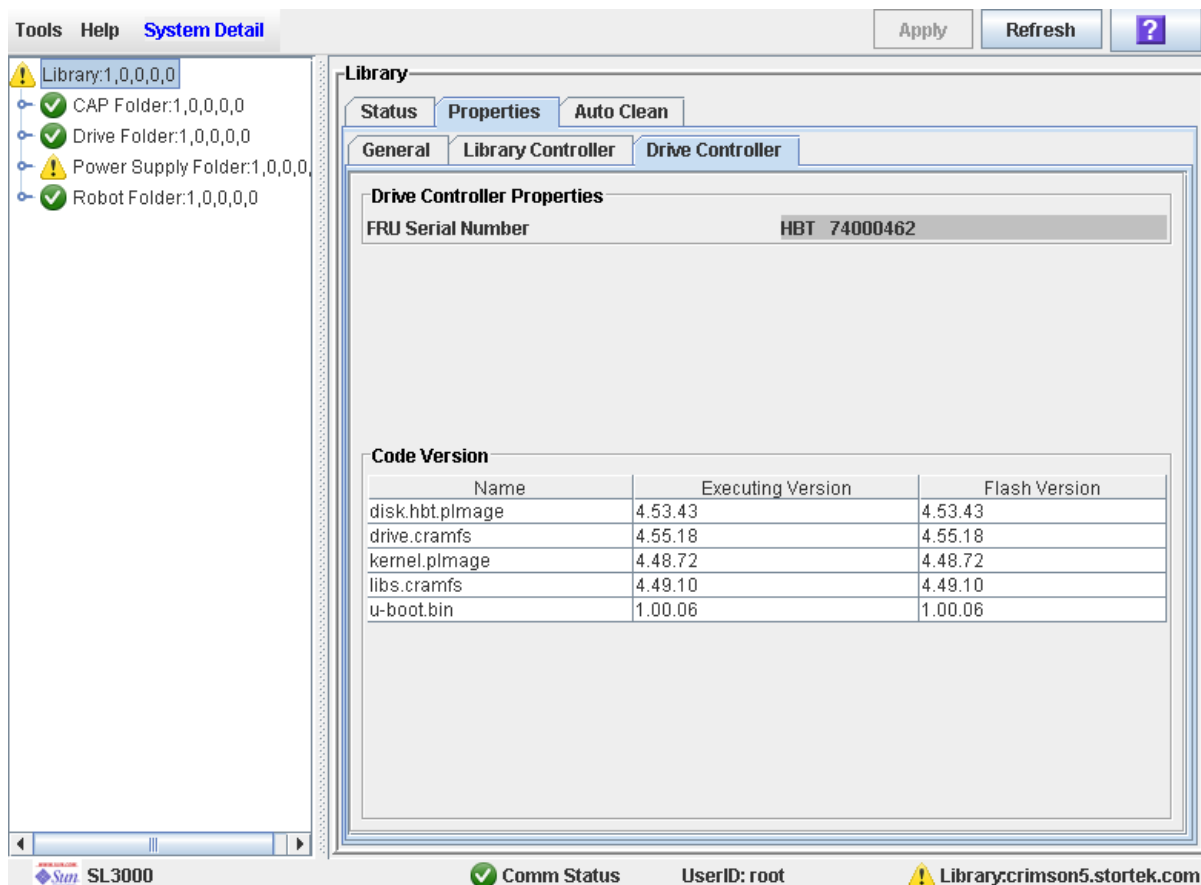 Tools Help System Detail
Apply Refresh ?
Library:1,0,0,0,0
CAP Folder:1,0,0,0,0
Drive Folder:1,0,0,0,0
Power Supply Folder:1,0,0,0,
Robot Folder:1,0,0,0,0
Library
Status Properties Auto Clean
General Library Controller Drive Controller
Drive Controller Properties
FRU Serial Number HBT 74000462
Code Version
Name Executing Version Flash Version
disk.hbt.pImage 4.53.43 4.53.43
drive.cramfs 4.55.18 4.55.18
kernel.pImage 4.48.72 4.48.72
libs.cramfs 4.49.10 4.49.10
u-boot.bin 1.00.06 1.00.06
Sun SL3000 Comm Status UserID: root Library:crimson5.stortek.com